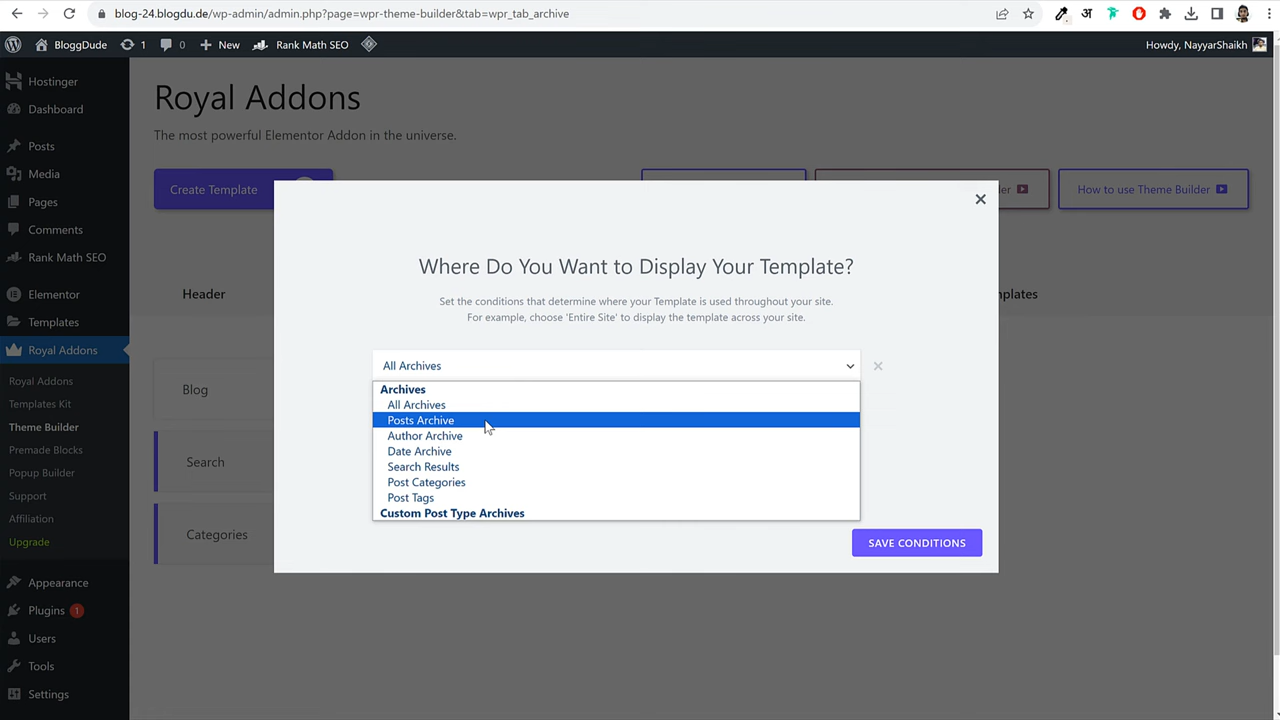 blog-24.blogdu.de/wp-admin/admin.php?page=wpr-theme-builder&tab=wpr_tab_archive
BloggDude
1
0
New
Rank Math SEO
Howdy, NayyarShaikh
Hostinger
Dashboard
Posts
Media
Pages
Comments
Rank Math SEO
Elementor
Templates
Royal Addons
Royal Addons
Templates Kit
Theme Builder
Premade Blocks
Popup Builder
Support
Affiliation
Upgrade
Appearance
Plugins 1
Users
Tools
Settings
Royal Addons
The most powerful Elementor Addon in the universe.
Create Template
How to use Theme Builder
Header
Blog
Search
Categories
Where Do You Want to Display Your Template?
Set the conditions that determine where your Template is used throughout your site.
For example, choose 'Entire Site' to display the template across your site.
All Archives
Archives
All Archives
Posts Archive
Author Archive
Date Archive
Search Results
Post Categories
Post Tags
Custom Post Type Archives
SAVE CONDITIONS